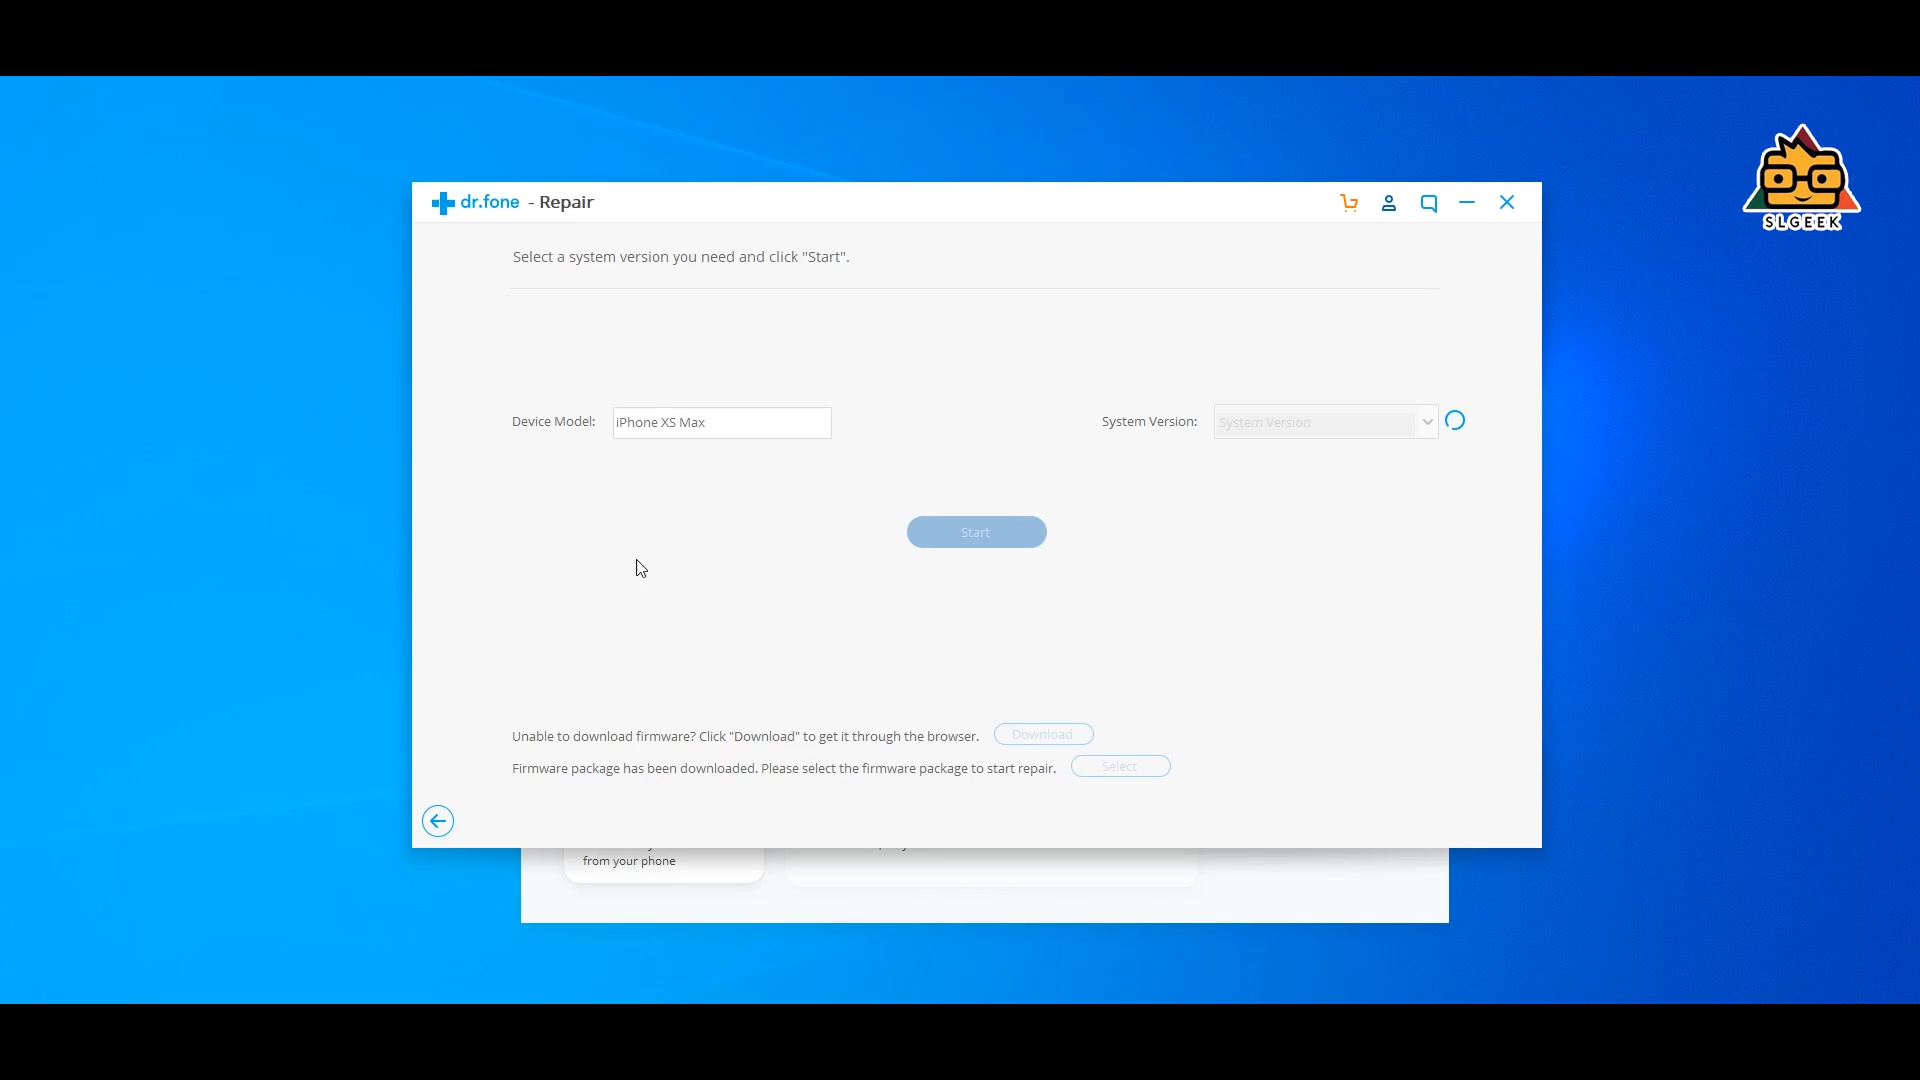 dr.fone - Repair
SLGEEK
Select a system version you need and click "Start".
Device Model: iPhone XS Max System Version: System Version
Start
Unable to download firmware? Click "Download" to get it through the browser. Download
Firmware package has been downloaded. Please select the firmware package to start repair. Select
from your phone